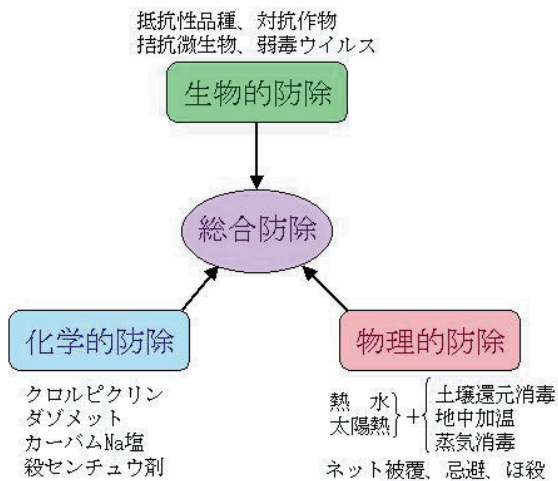 抵抗性品種、対抗作物
拮抗微生物、弱毒ウイルス
生物的防除
総合防除
化学的防除
クロルピクリン
ダゾメット
カーバムNa塩
殺センチュウ剤
物理的防除
熱 水
太陽熱
+
土壌還元消毒
地中加温
蒸気消毒
ネット被覆、忌避、ほ殺